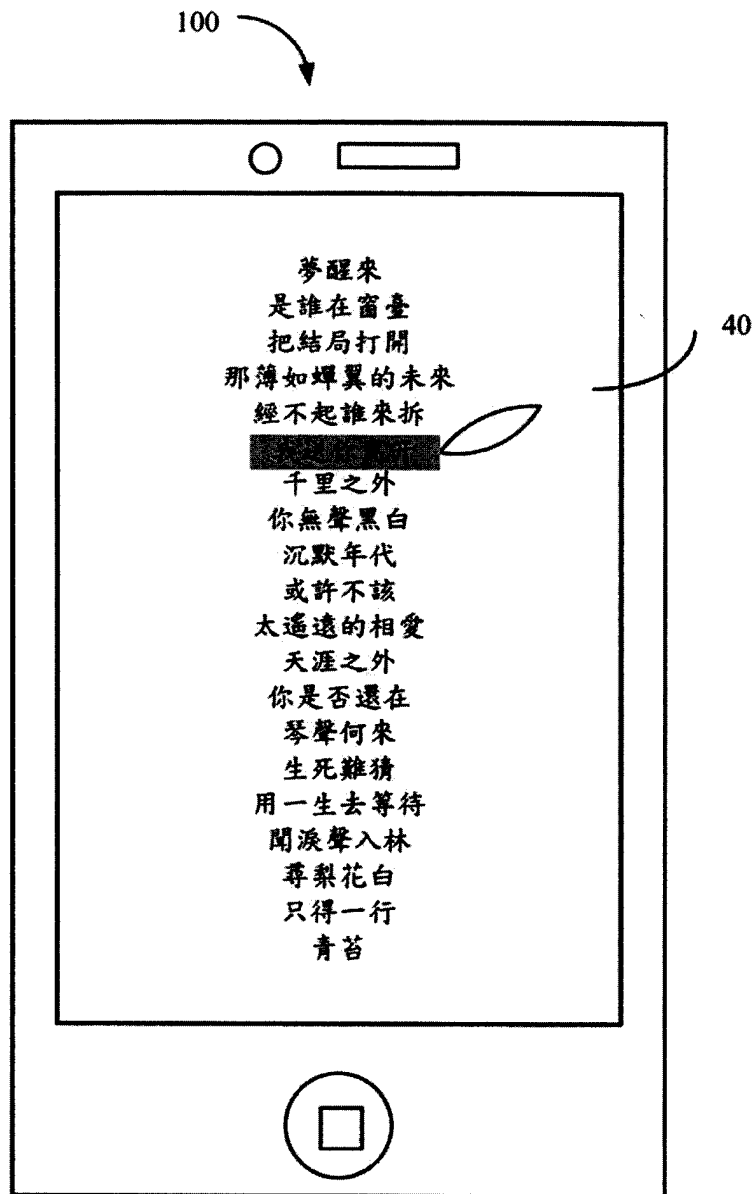 100
夢醒來
是誰在窗臺
把結局打開
40
那薄如蟬翼的未來
經不起誰來拆
千里之外
你無聲黑白
沉默年代
或許不該
太遙遠的相愛
天涯之外
你是否還在
琴聲何來
生死難猜
用一生去等待
聞淚聲入林
尋梨花白
只得一行
青苔